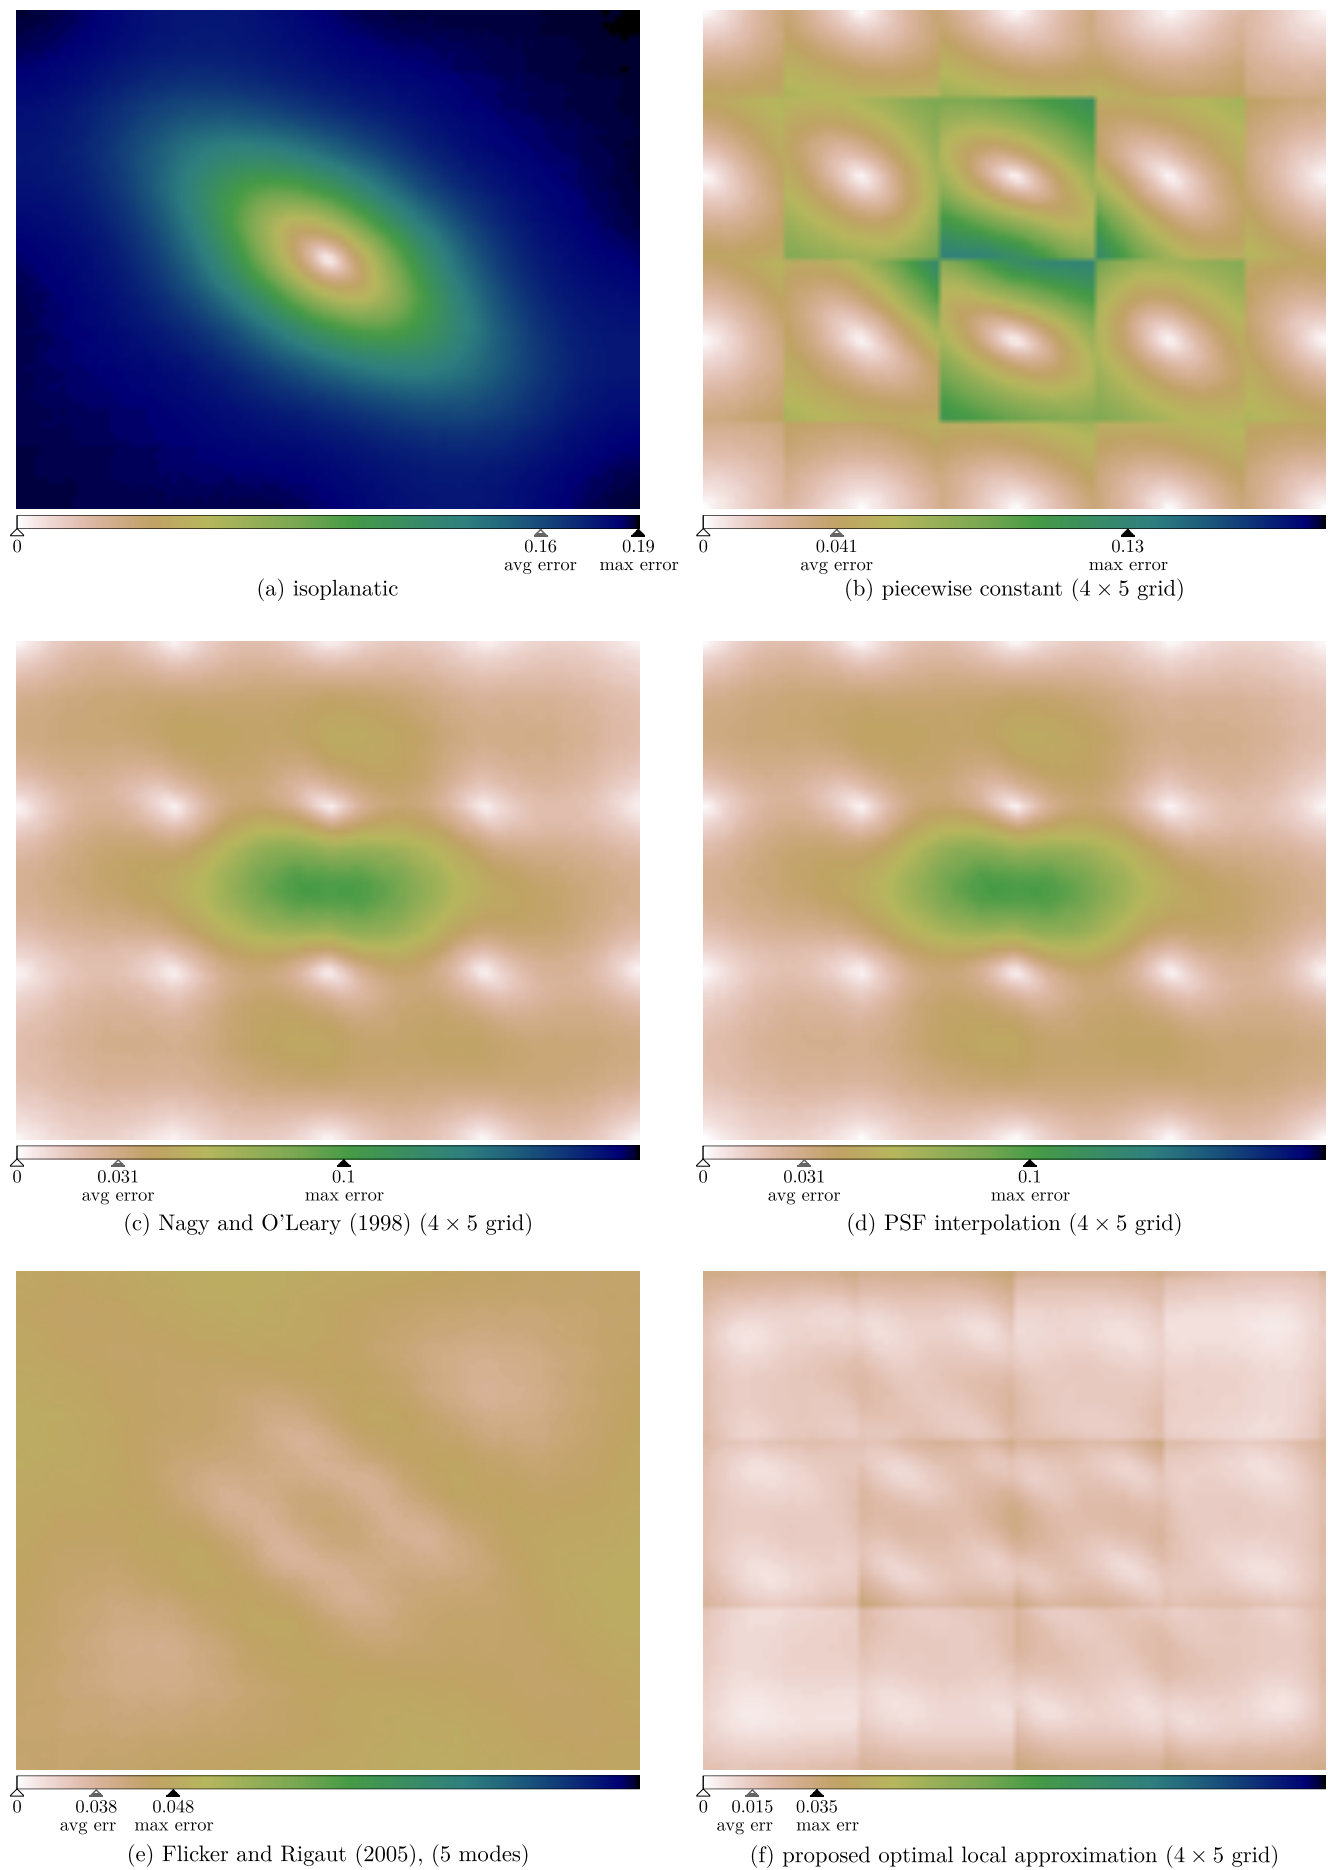 0 0.16 0.19
avg error max error
(a) isoplanatic
0 0.041 0.13
avg error max error
(b) piecewise constant (4 × 5 grid)
0 0.031 0.1
avg error max error
(c) Nagy and O'Leary (1998) (4 × 5 grid)
0 0.031 0.1
avg error max error
(d) PSF interpolation (4 × 5 grid)
0 0.038 0.048
avg err max error
(e) Flicker and Rigaut (2005), (5 modes)
0 0.015 0.035
avg err max err
(f) proposed optimal local approximation (4 × 5 grid)